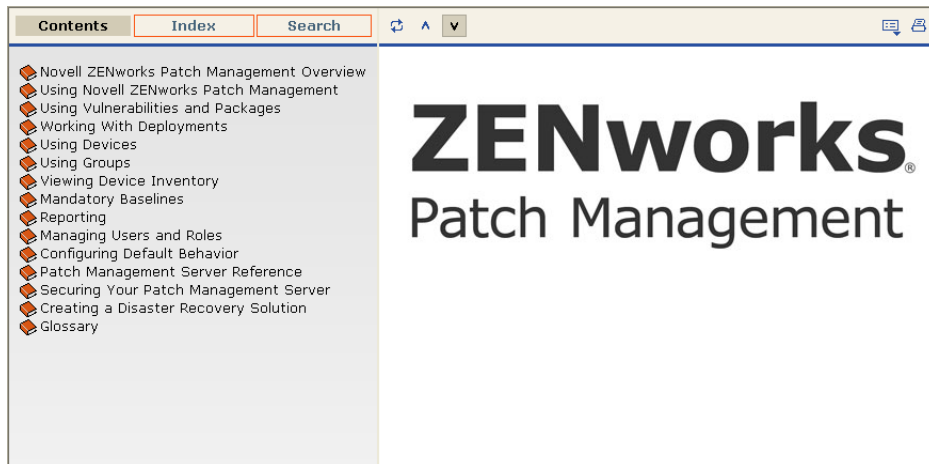 Contents
Index
Search
Novell ZENworks Patch Management Overview
Using Novell ZENworks Patch Management
Using Vulnerabilities and Packages
Working With Deployments
Using Devices
Using Groups
Viewing Device Inventory
Mandatory Baselines
Reporting
Managing Users and Roles
Configuring Default Behavior
Patch Management Server Reference
Securing Your Patch Management Server
Creating a Disaster Recovery Solution
Glossary
ZENworks®
Patch Management